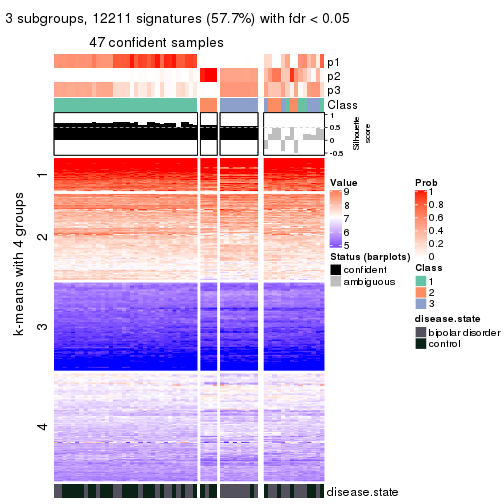 3 subgroups, 12211 signatures (57.7%) with fdr < 0.05
47 confident samples
p1
p2
p3
Class
1
0.5
0
-0.5
Silhouette
score
k-means with 4 groups
1
2
3
4
Value
9
8
7
6
5
Status (barplots)
confident
ambiguous
Prob
1
0.8
0.6
0.4
0.2
0
Class
1
2
3
disease.state
bipolar disorder
control
disease.state